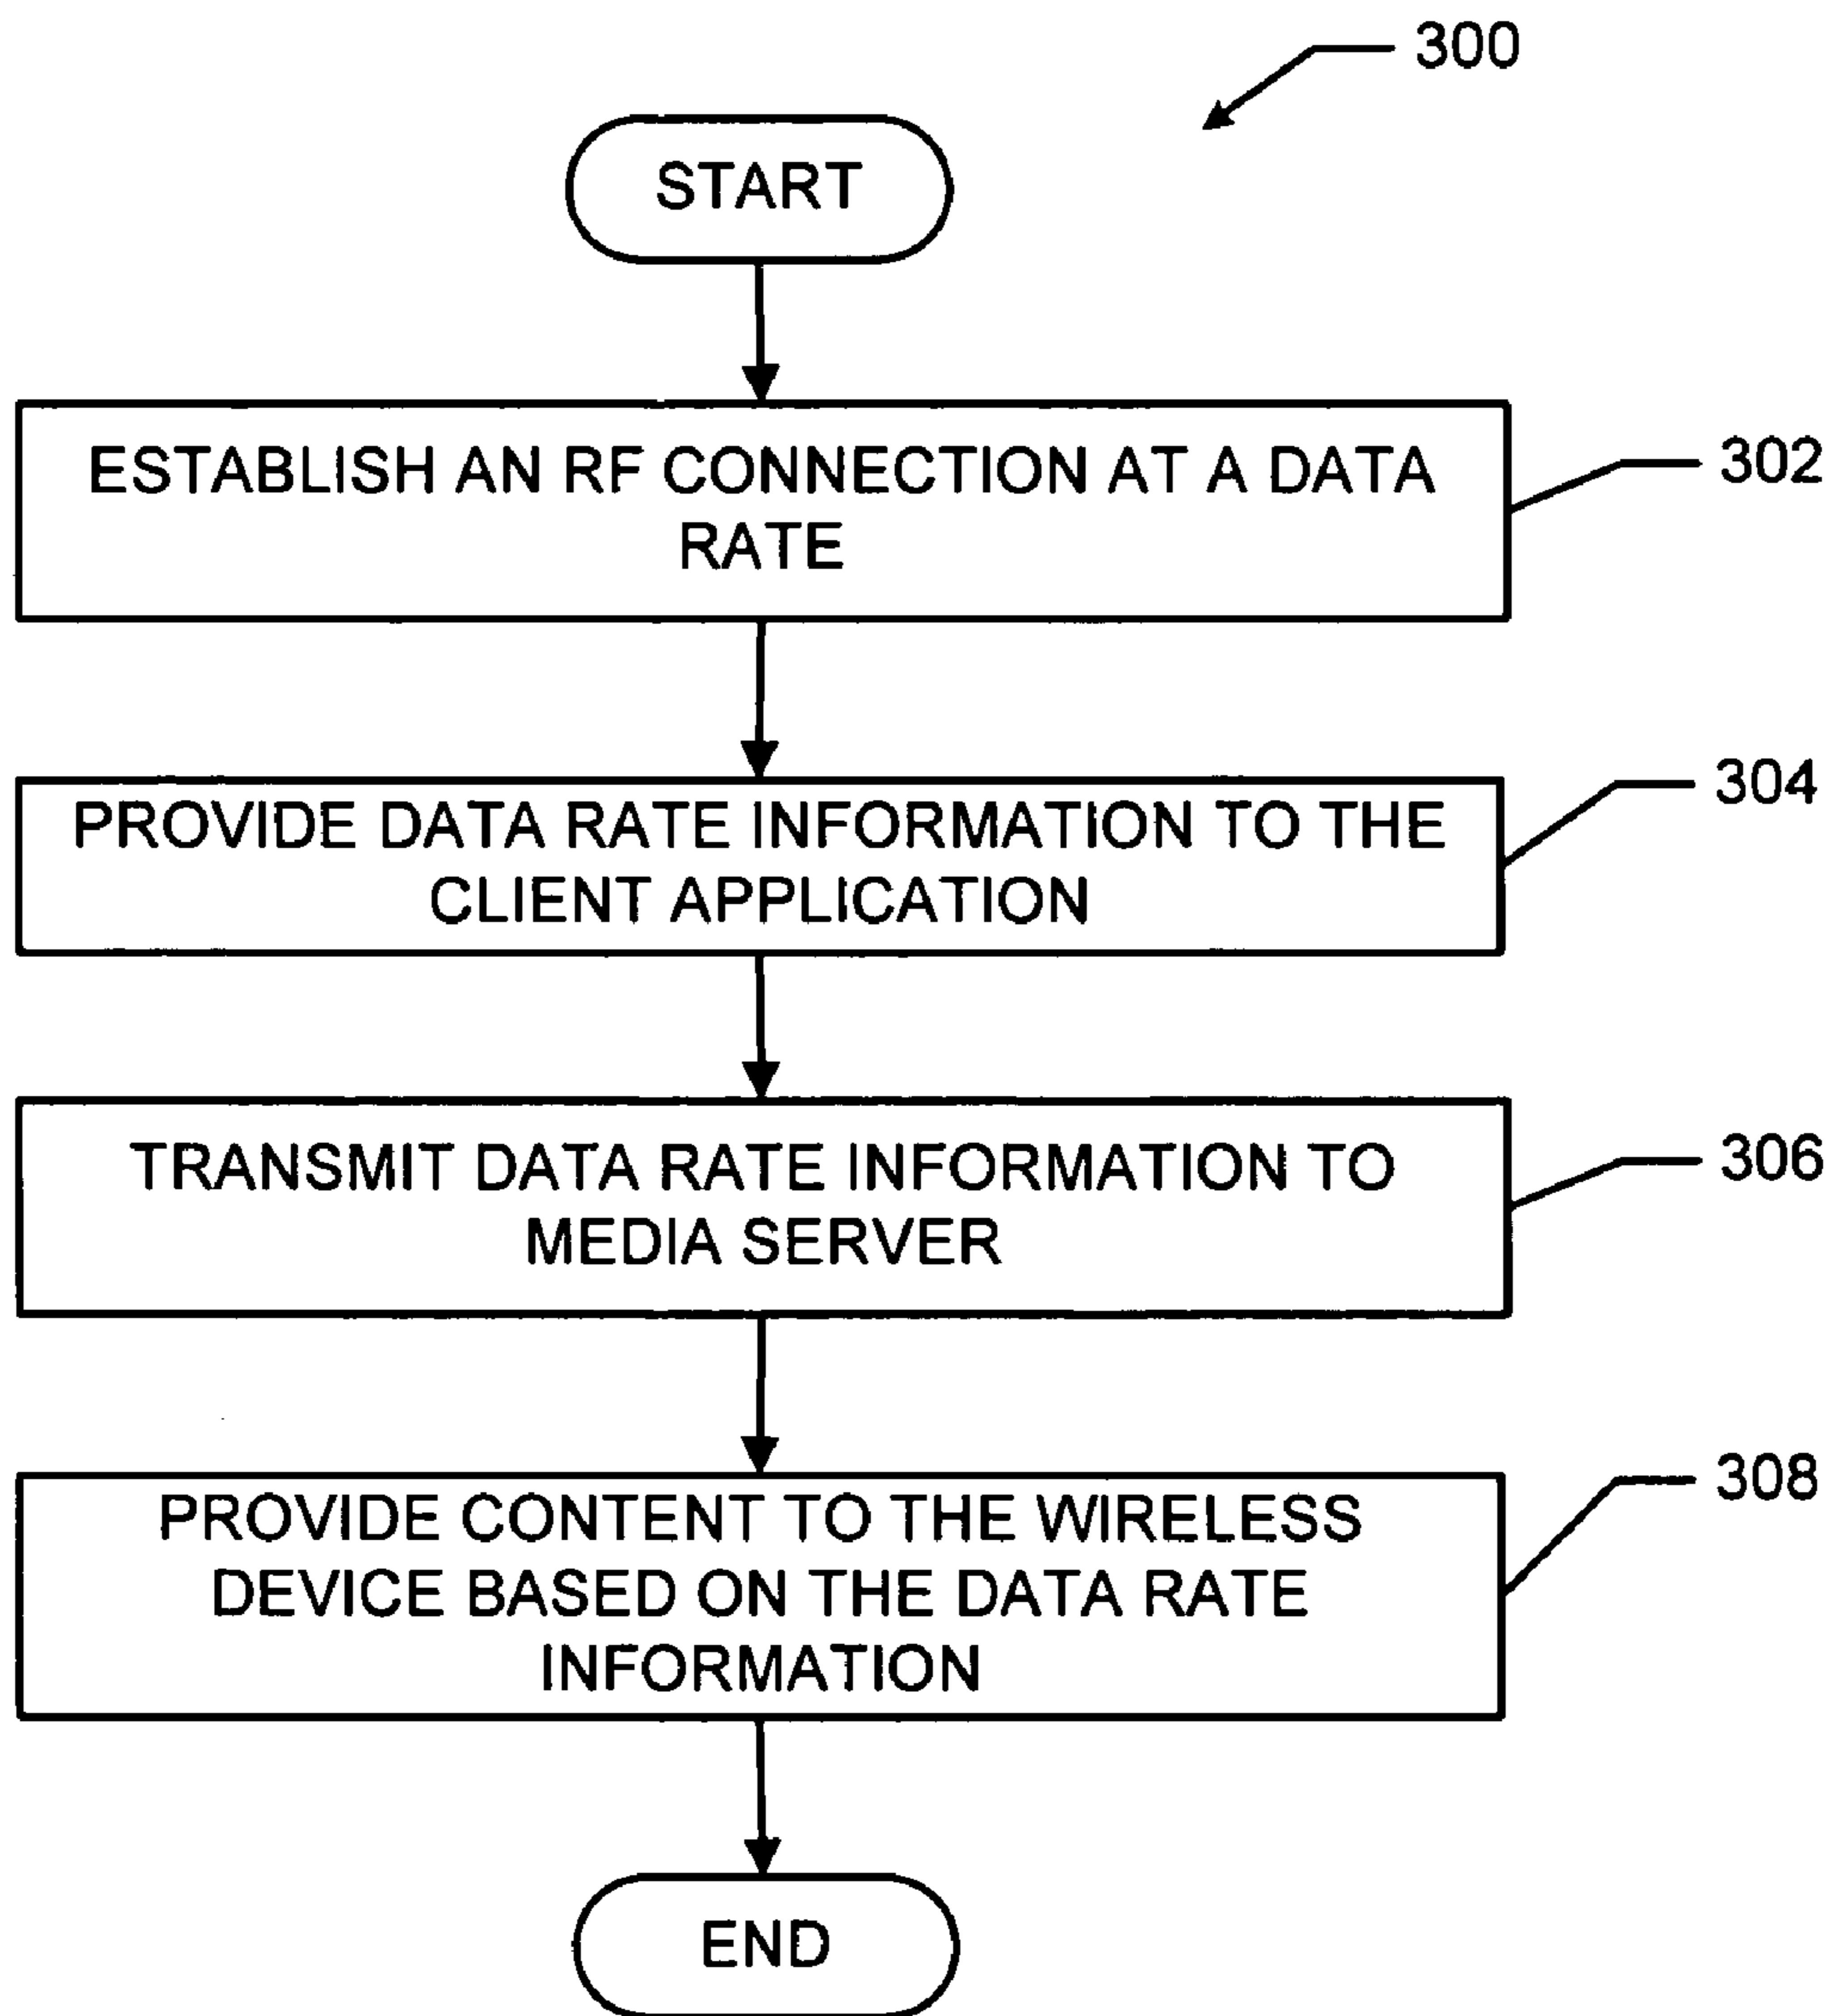 300
START
ESTABLISH AN RF CONNECTION AT A DATA
RATE
302
PROVIDE DATA RATE INFORMATION TO THE
CLIENT APPLICATION
304
TRANSMIT DATA RATE INFORMATION TO
MEDIA SERVER
306
PROVIDE CONTENT TO THE WIRELESS
DEVICE BASED ON THE DATA RATE
INFORMATION
308
END